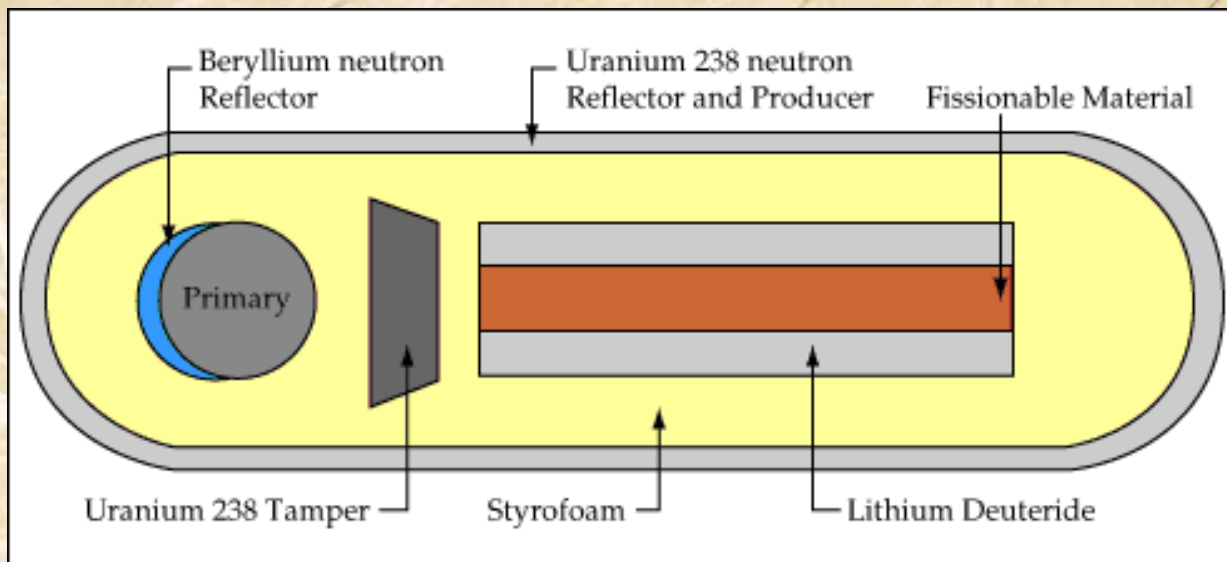 Beryllium neutron
Reflector
Uranium 238 neutron
Reflector and Producer
Fissionable Material
Primary
Uranium 238 Tamper
Styrofoam
Lithium Deuteride